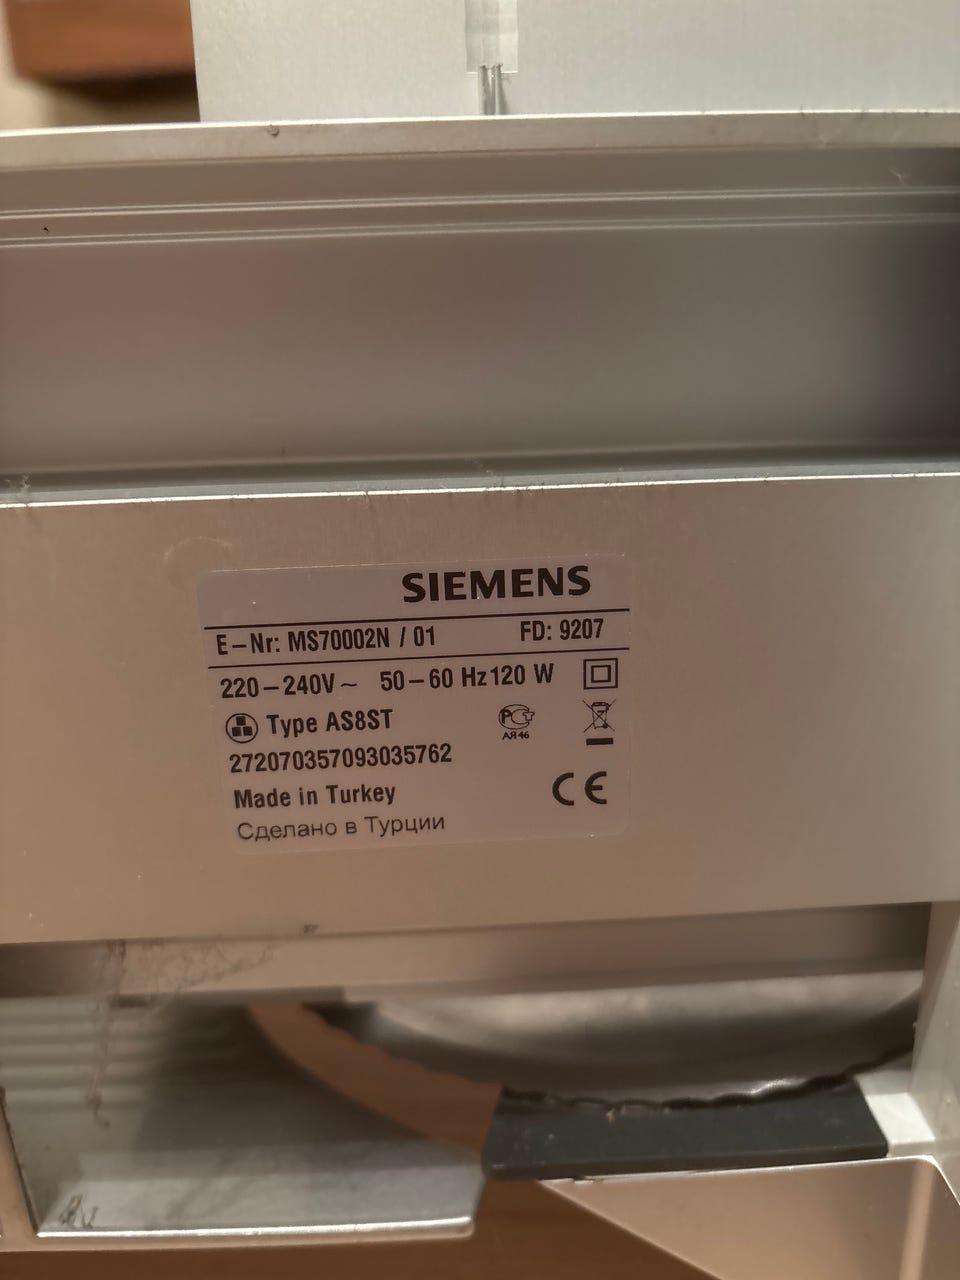 SIEMENS
E-Nr: MS70002N / 01 FD: 9207
220-240V~ 50-60 Hz 120 W
Type AS8ST
АЯ46
272070357093035762
Made in Turkey
CE
Сделано в Турции